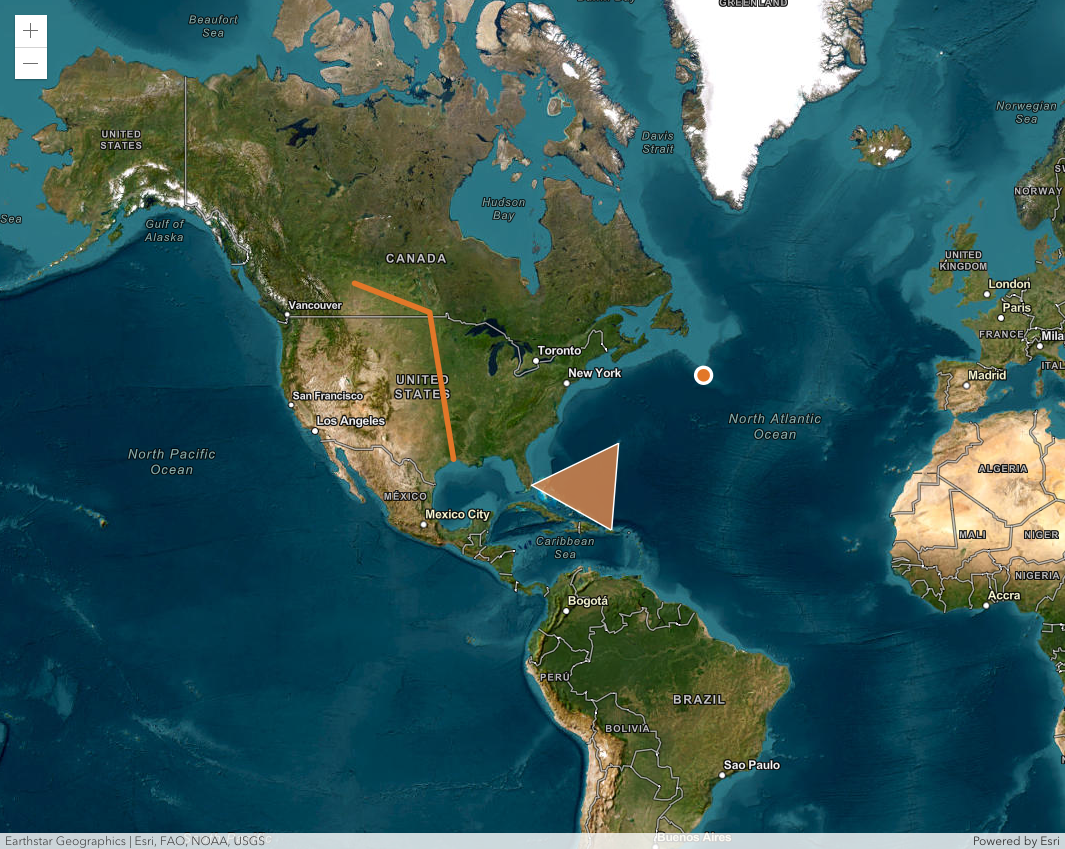 GREENLAND
Beaufort
Sea
+
−
Norwegian
Sea
UNITED
STATES
Davis
Strait
NORWAY
Hudson
Bay
Sea
Gulf of
Alaska
CANADA
UNITED
KINGDOM
London
Vancouver
Paris
FRANCE
Mila
Toronto
New York
ITAL
Madrid
UNITED
STATES
San Francisco
Los Angeles
North Atlantic
Ocean
North Pacific
Ocean
ALGERIA
MÉXICO
Mexico City
MALI
NIGER
Caribbean
Sea
NIGERIA
Accra
Bogotá
PERÚ
BRAZIL
BOLIVIA
Sao Paulo
Buenos Aires
Earthstar Geographics | Esri, FAO, NOAA, USGS
Powered by Esri